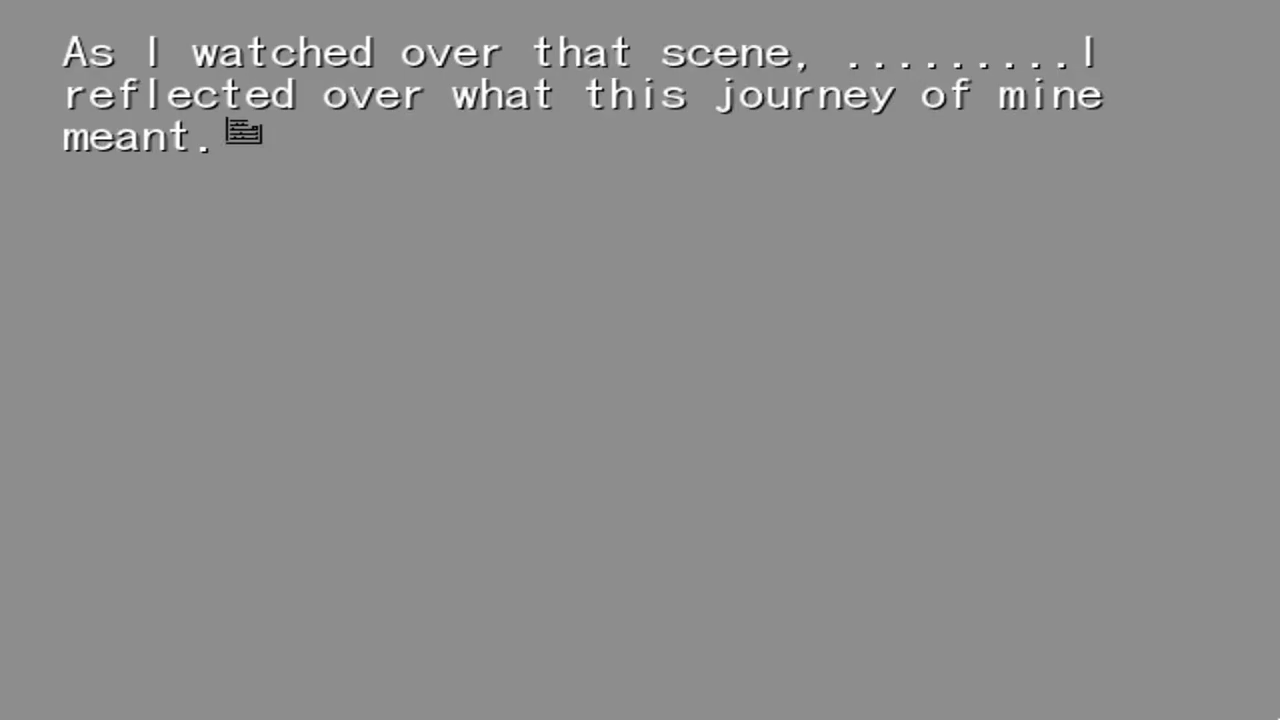 As I watched over that scene, .........I
reflected over what this journey of mine
meant.